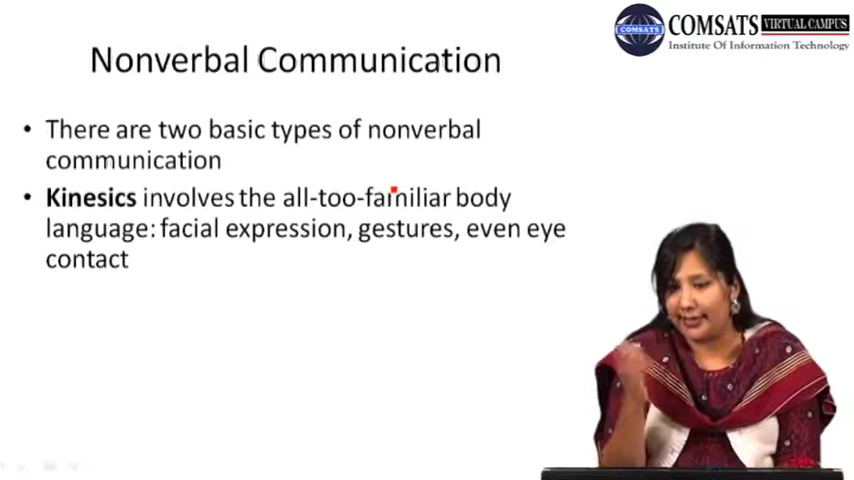 COMSATS VIRTUAL CAMPUS
Institute Of Information Technology
COMSATS
Nonverbal Communication
• There are two basic types of nonverbal
communication
• Kinesics involves the all-too-familiar body
language: facial expression, gestures, even eye
contact